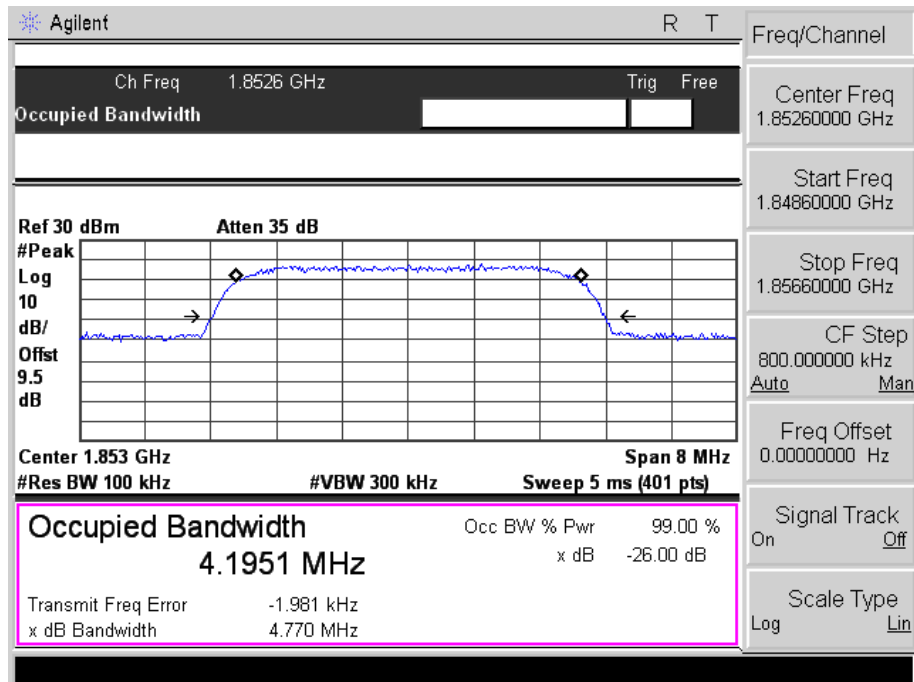 Agilent R T
Ch Freq 1.8526 GHz Trig Free
Occupied Bandwidth
Ref 30 dBm Atten 35 dB
#Peak
Log
10
dB/
Offst
9.5
dB
Center 1.853 GHz Span 8 MHz
#Res BW 100 kHz #VBW 300 kHz Sweep 5 ms (401 pts)
Occupied Bandwidth Occ BW % Pwr 99.00 %
4.1951 MHz x dB -26.00 dB
Transmit Freq Error -1.981 kHz
x dB Bandwidth 4.770 MHz
Freq/Channel
Center Freq
1.85260000 GHz
Start Freq
1.84860000 GHz
Stop Freq
1.85660000 GHz
CF Step
800.000000 kHz
Auto Man
Freq Offset
0.00000000 Hz
Signal Track
On Off
Scale Type
Log Lin